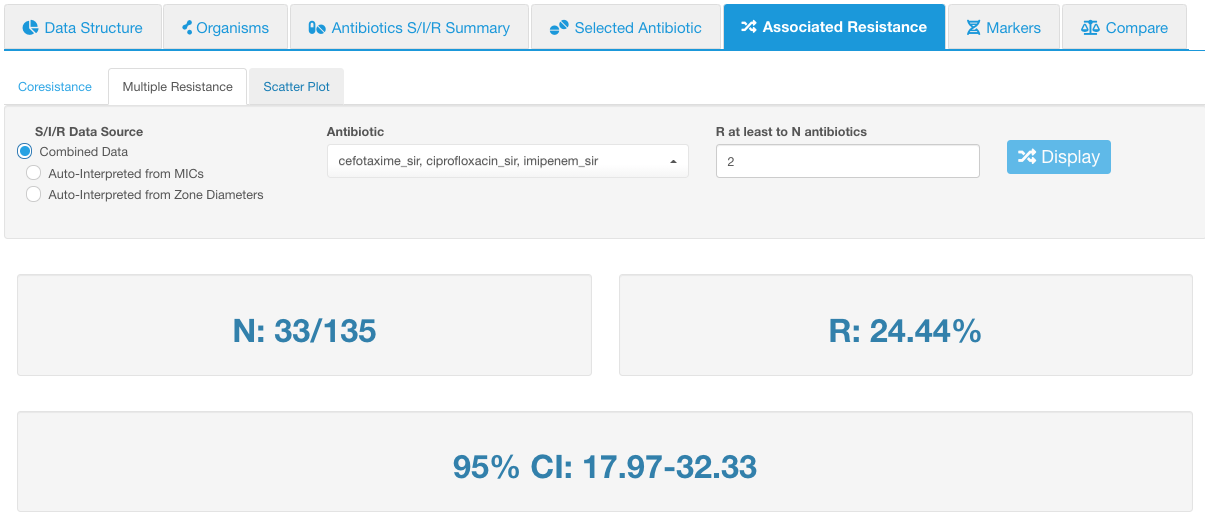 Data Structure Organisms Antibiotics S/I/R Summary Selected Antibiotic Associated Resistance Markers Compare
Coresistance Multiple Resistance Scatter Plot
S/I/R Data Source
Combined Data
Auto-Interpreted from MICs
Auto-Interpreted from Zone Diameters
Antibiotic
cefotaxime_sir, ciprofloxacin_sir, imipenem_sir
R at least to N antibiotics
2
Display
N: 33/135
R: 24.44%
95% CI: 17.97-32.33